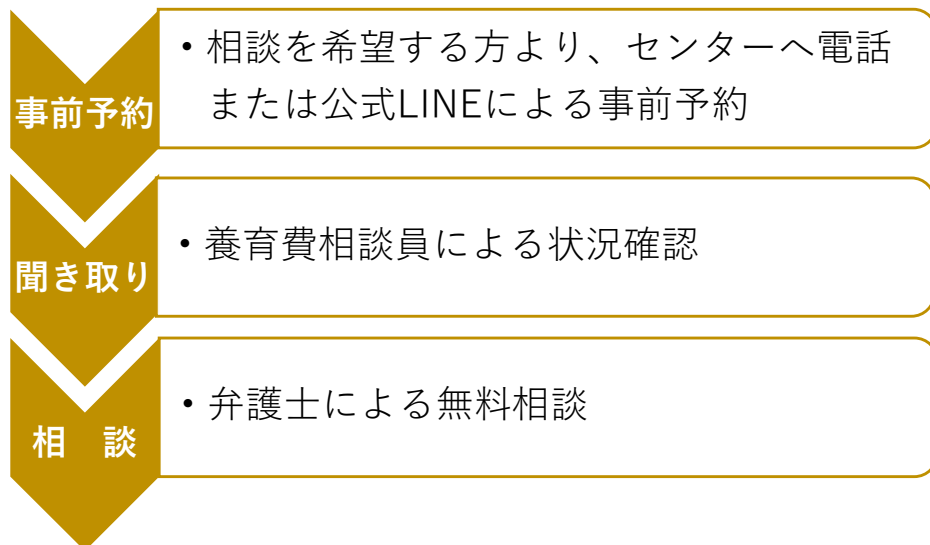 事前予約
・相談を希望する方より、センターへ電話
または公式LINEによる事前予約
聞き取り
・養育費相談員による状況確認
相　談
・弁護士による無料相談